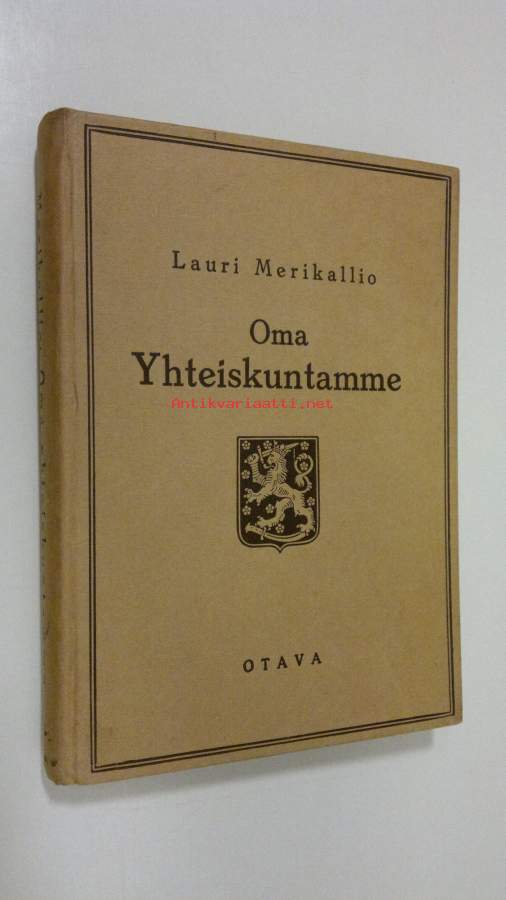 Lauri Merikallio
Oma
Yhteiskuntamme
Antikvariaatti.net
OTAVA